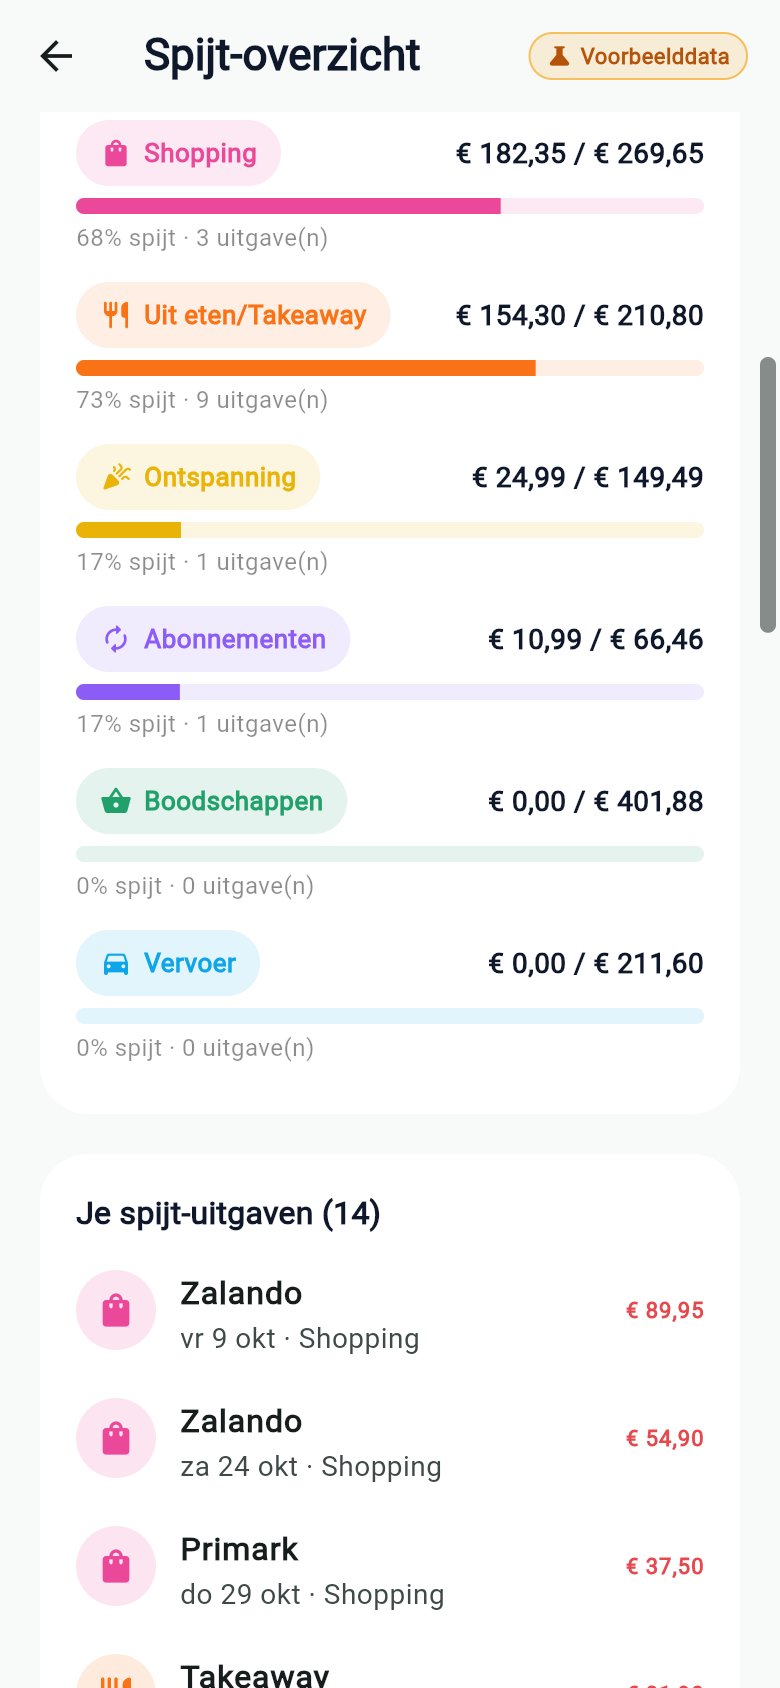 Spijt-overzicht
Voorbeelddata
Shopping
€ 182,35 / € 269,65
68% spijt · 3 uitgave(n)
Uit eten/Takeaway
€ 154,30 / € 210,80
73% spijt · 9 uitgave(n)
Ontspanning
€ 24,99 / € 149,49
17% spijt · 1 uitgave(n)
Abonnementen
€ 10,99 / € 66,46
17% spijt · 1 uitgave(n)
Boodschappen
€ 0,00 / € 401,88
0% spijt · 0 uitgave(n)
Vervoer
€ 0,00 / € 211,60
0% spijt · 0 uitgave(n)
Je spijt-uitgaven (14)
Zalando
€ 89,95
vr 9 okt · Shopping
Zalando
€ 54,90
za 24 okt · Shopping
Primark
€ 37,50
do 29 okt · Shopping
Takeaway